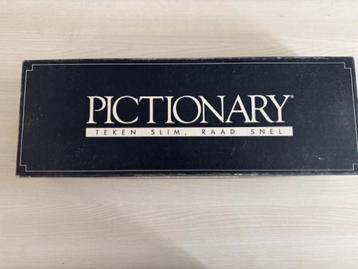 PICTIONARY
TEKEN SLIM, RAAD SNEL